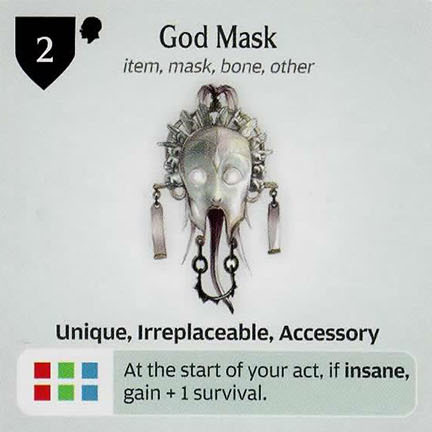 2
God Mask
item, mask, bone, other
Unique, Irreplaceable, Accessory
At the start of your act, if insane,
gain + 1 survival.